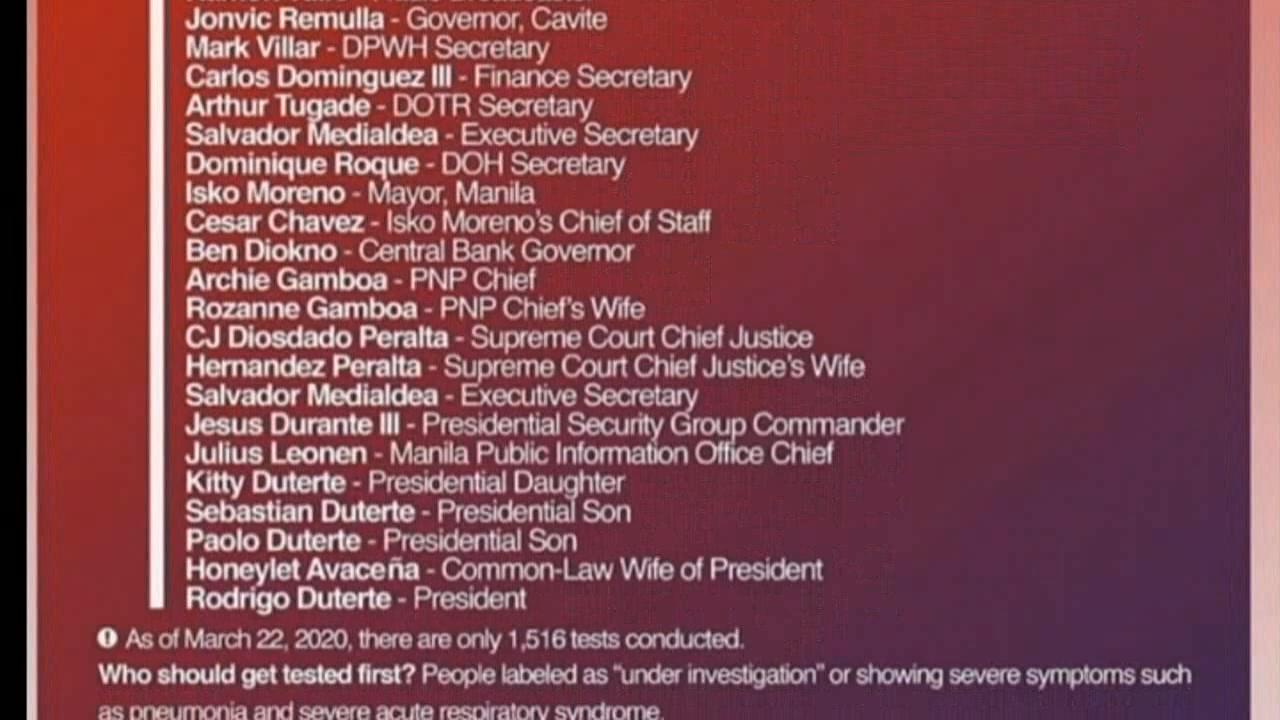 Jonvic Remulla - Governor, Cavite
Mark Villar - DPWH Secretary
Carlos Dominguez III - Finance Secretary
Arthur Tugade - DOTR Secretary
Salvador Medialdea - Executive Secretary
Dominique Roque - DOH Secretary
Isko Moreno - Mayor, Manila
Cesar Chavez - Isko Moreno's Chief of Staff
Ben Diokno - Central Bank Governor
Archie Gamboa - PNP Chief
Rozanne Gamboa - PNP Chief's Wife
CJ Diosdado Peralta - Supreme Court Chief Justice
Hernandez Peralta - Supreme Court Chief Justice's Wife
Salvador Medialdea - Executive Secretary
Jesus Durante III - Presidential Security Group Commander
Julius Leonen - Manila Public Information Office Chief
Kitty Duterte - Presidential Daughter
Sebastian Duterte - Presidential Son
Paolo Duterte - Presidential Son
Honeylet Avaceña - Common-Law Wife of President
Rodrigo Duterte - President
As of March 22, 2020, there are only 1,516 tests conducted.
Who should get tested first? People labeled as "under investigation" or showing severe symptoms such
as pneumonia and severe acute respiratory syndrome.